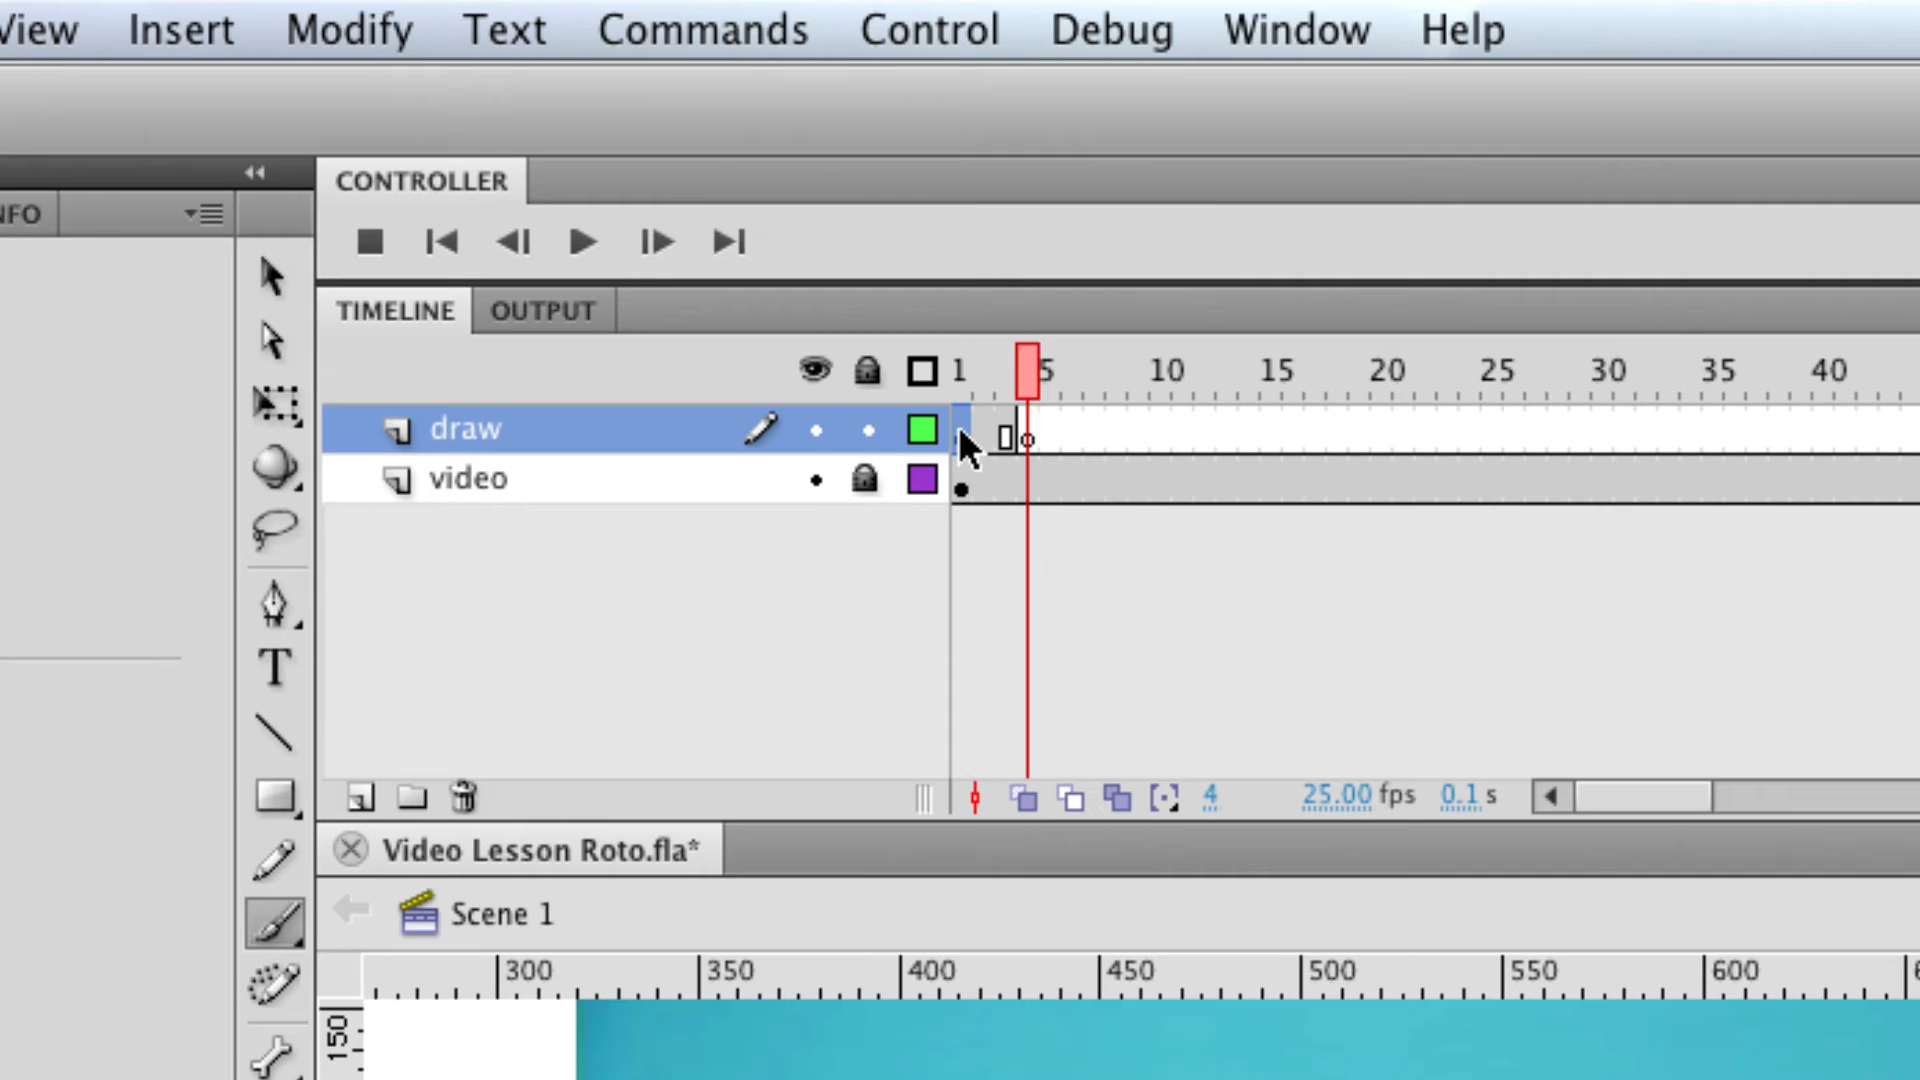 View Insert Modify Text Commands Control Debug Window Help
CONTROLLER
NFO
TIMELINE OUTPUT
1 5 10 15 20 25 30 35 40
draw
video
4 25.00 fps 0.1 s
Video Lesson Roto.fla*
Scene 1
300 350 400 450 500 550 600
150